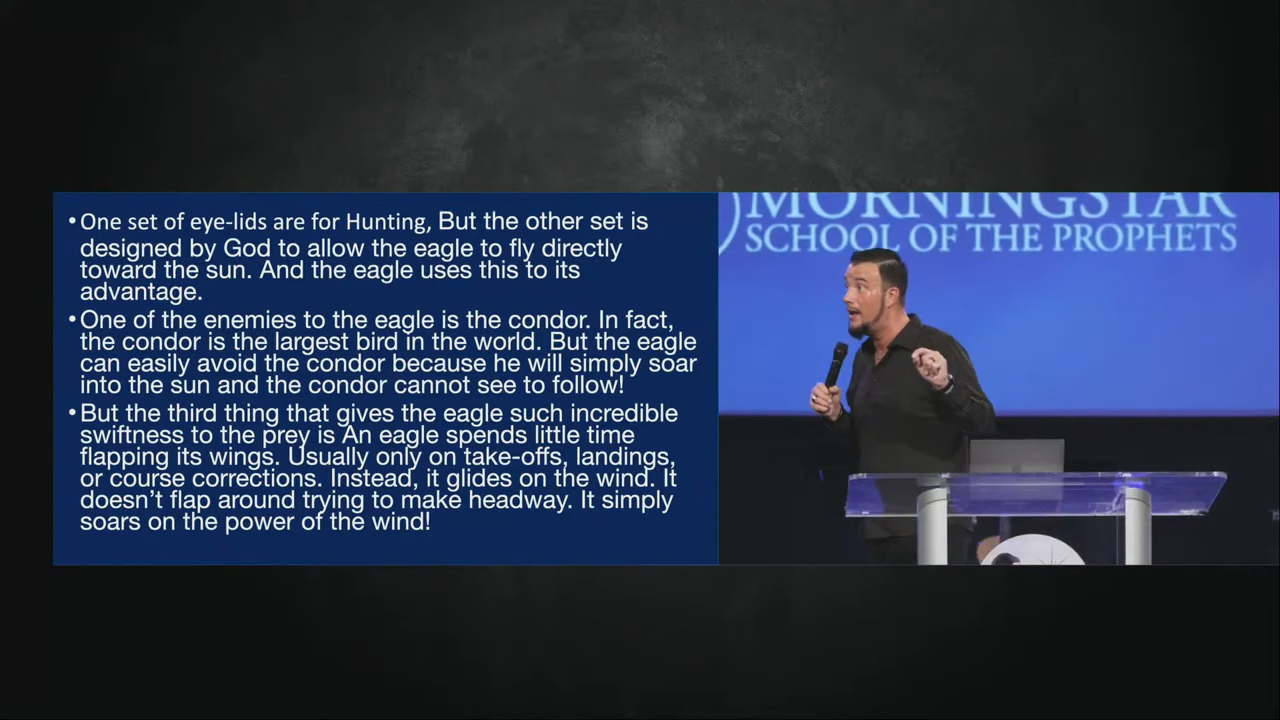 • One set of eye-lids are for Hunting, But the other set is
designed by God to allow the eagle to fly directly
toward the sun. And the eagle uses this to its
advantage.
• One of the enemies to the eagle is the condor. In fact,
the condor is the largest bird in the world. But the eagle
can easily avoid the condor because he will simply soar
into the sun and the condor cannot see to follow!
• But the third thing that gives the eagle such incredible
swiftness to the prey is An eagle spends little time
flapping its wings. Usually only on take-offs, landings,
or course corrections. Instead, it glides on the wind. It
doesn't flap around trying to make headway. It simply
soars on the power of the wind!
MORNINGSTAR
SCHOOL OF THE PROPHETS